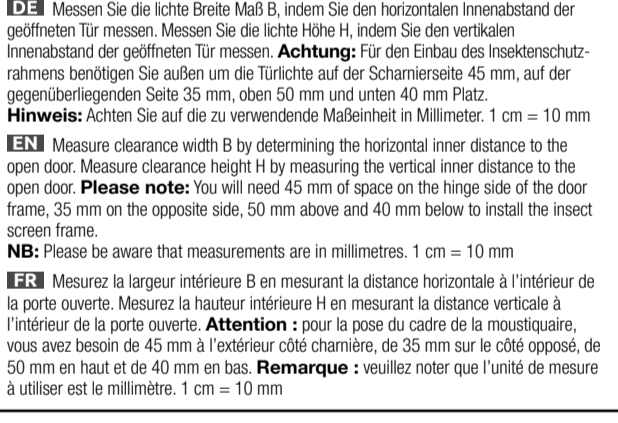 DE Messen Sie die lichte Breite Maß B, indem Sie den horizontalen Innenabstand der
geöffneten Tür messen. Messen Sie die lichte Höhe H, indem Sie den vertikalen
Innenabstand der geöffneten Tür messen. Achtung: Für den Einbau des Insektenschutz-
rahmens benötigen Sie außen um die Türlichte auf der Scharnierseite 45 mm, auf der
gegenüberliegenden Seite 35 mm, oben 50 mm und unten 40 mm Platz.
Hinweis: Achten Sie auf die zu verwendende Maßeinheit in Millimeter. 1 cm = 10 mm
EN Measure clearance width B by determining the horizontal inner distance to the
open door. Measure clearance height H by measuring the vertical inner distance to the
open door. Please note: You will need 45 mm of space on the hinge side of the door
frame, 35 mm on the opposite side, 50 mm above and 40 mm below to install the insect
screen frame.
NB: Please be aware that measurements are in millimetres. 1 cm = 10 mm
FR Mesurez la largeur intérieure B en mesurant la distance horizontale à l'intérieur de
la porte ouverte. Mesurez la hauteur intérieure H en mesurant la distance verticale à
l'intérieur de la porte ouverte. Attention : pour la pose du cadre de la moustiquaire,
vous avez besoin de 45 mm à l'extérieur côté charnière, de 35 mm sur le côté opposé, de
50 mm en haut et de 40 mm en bas. Remarque : veuillez noter que l'unité de mesure
à utiliser est le millimètre. 1 cm = 10 mm